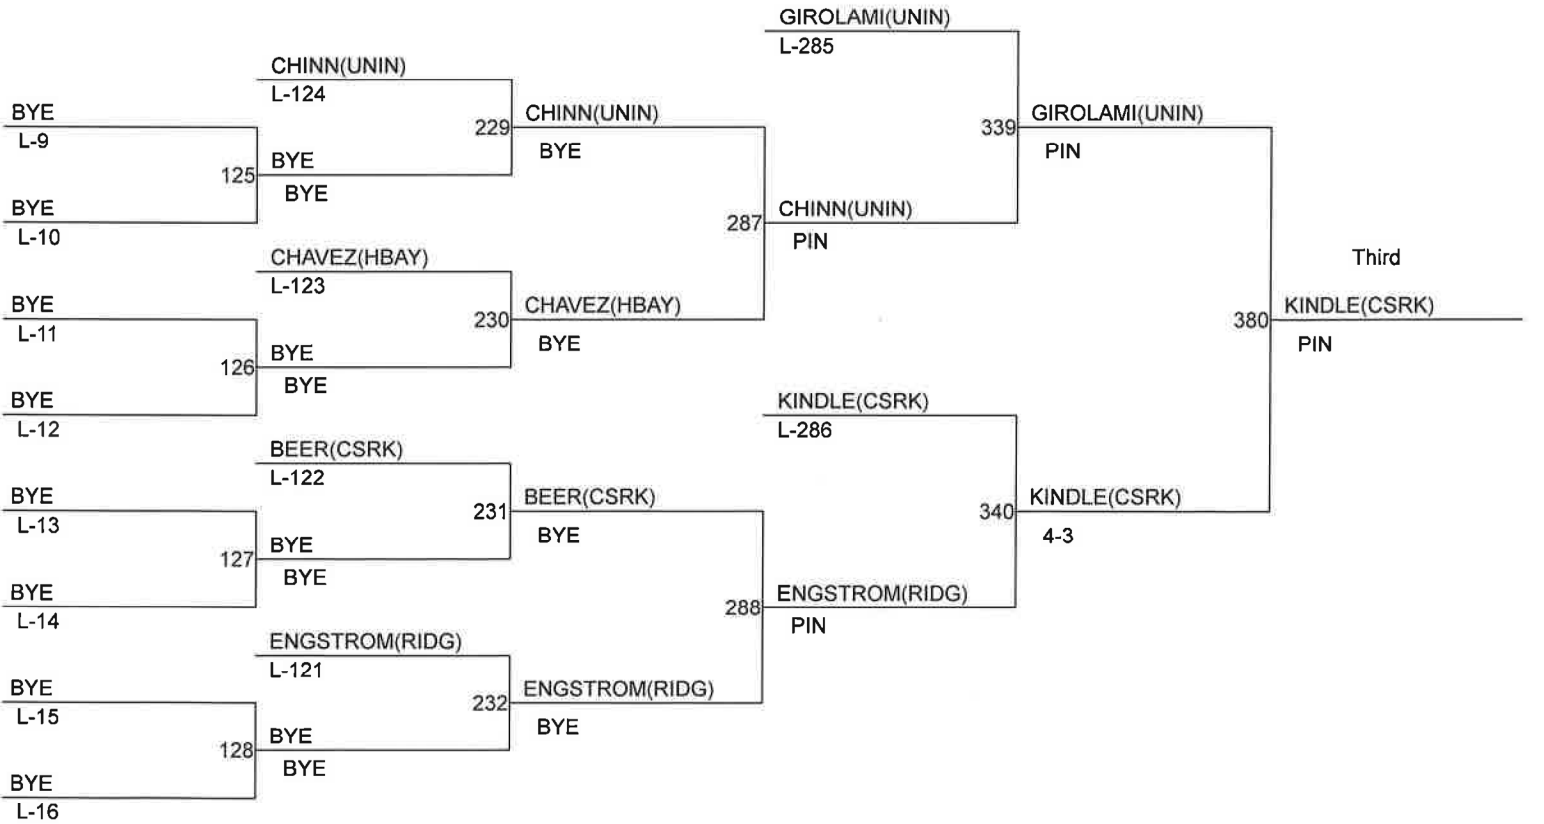 GIROLAMI(UNIN)
L-285
CHINN(UNIN)
L-124
BYE
L-9
229
CHINN(UNIN)
BYE
339
GIROLAMI(UNIN)
PIN
125
BYE
BYE
BYE
L-10
287
CHINN(UNIN)
PIN
CHAVEZ(HBAY)
L-123
Third
BYE
L-11
230
CHAVEZ(HBAY)
BYE
380
KINDLE(CSRK)
PIN
126
BYE
BYE
BYE
L-12
KINDLE(CSRK)
L-286
BEER(CSRK)
L-122
BYE
L-13
231
BEER(CSRK)
BYE
340
KINDLE(CSRK)
4-3
127
BYE
BYE
BYE
L-14
288
ENGSTROM(RIDG)
PIN
ENGSTROM(RIDG)
L-121
BYE
L-15
232
ENGSTROM(RIDG)
BYE
128
BYE
BYE
BYE
L-16